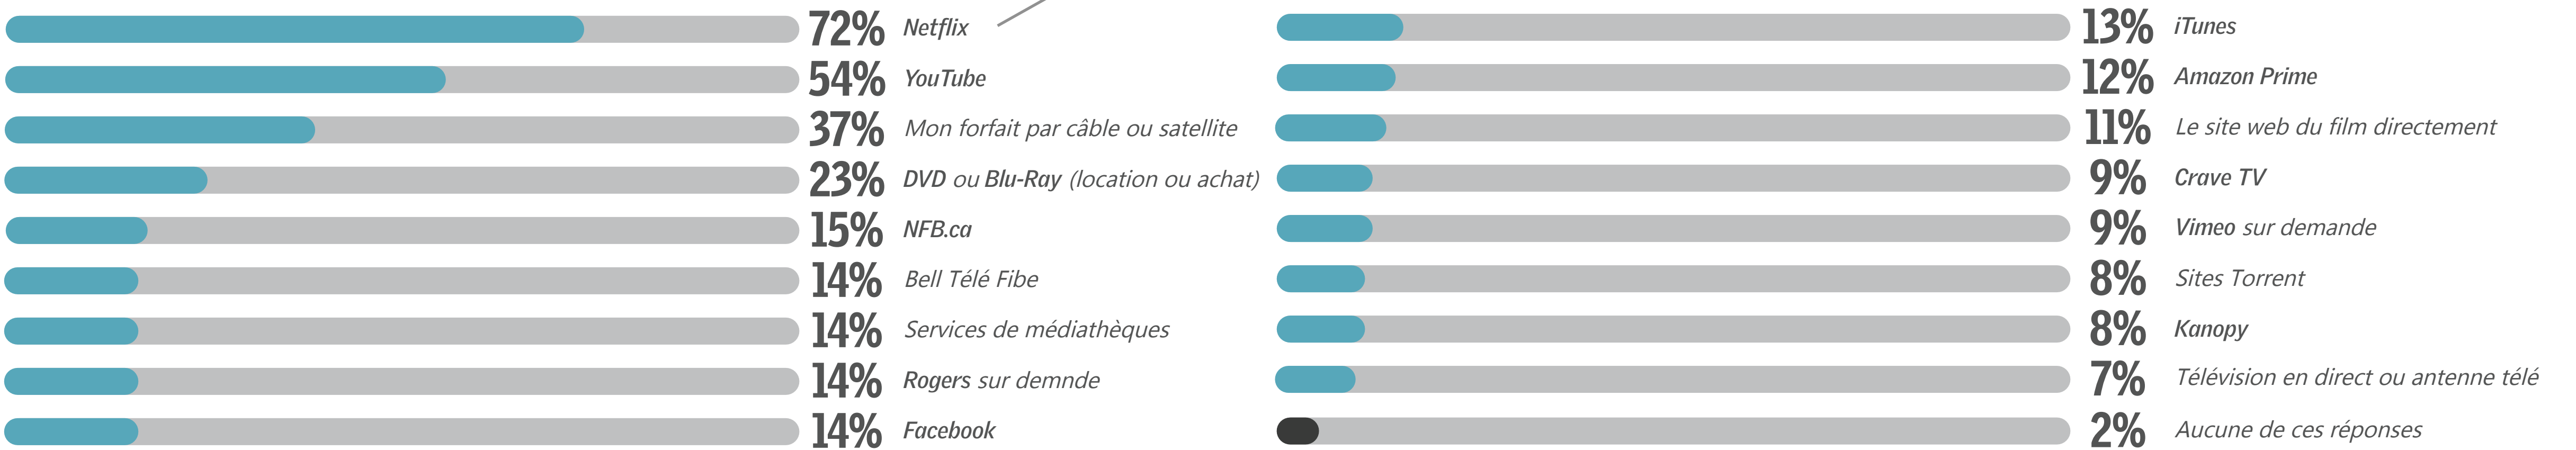 72% Netflix
54% YouTube
37% Mon forfait par câble ou satellite
23% DVD ou Blu-Ray (location ou achat)
15% NFB.ca
14% Bell Télé Fibe
14% Services de médiathèques
14% Rogers sur demnde
14% Facebook
13% iTunes
12% Amazon Prime
11% Le site web du film directement
9% Crave TV
9% Vimeo sur demande
8% Sites Torrent
8% Kanopy
7% Télévision en direct ou antenne télé
2% Aucune de ces réponses